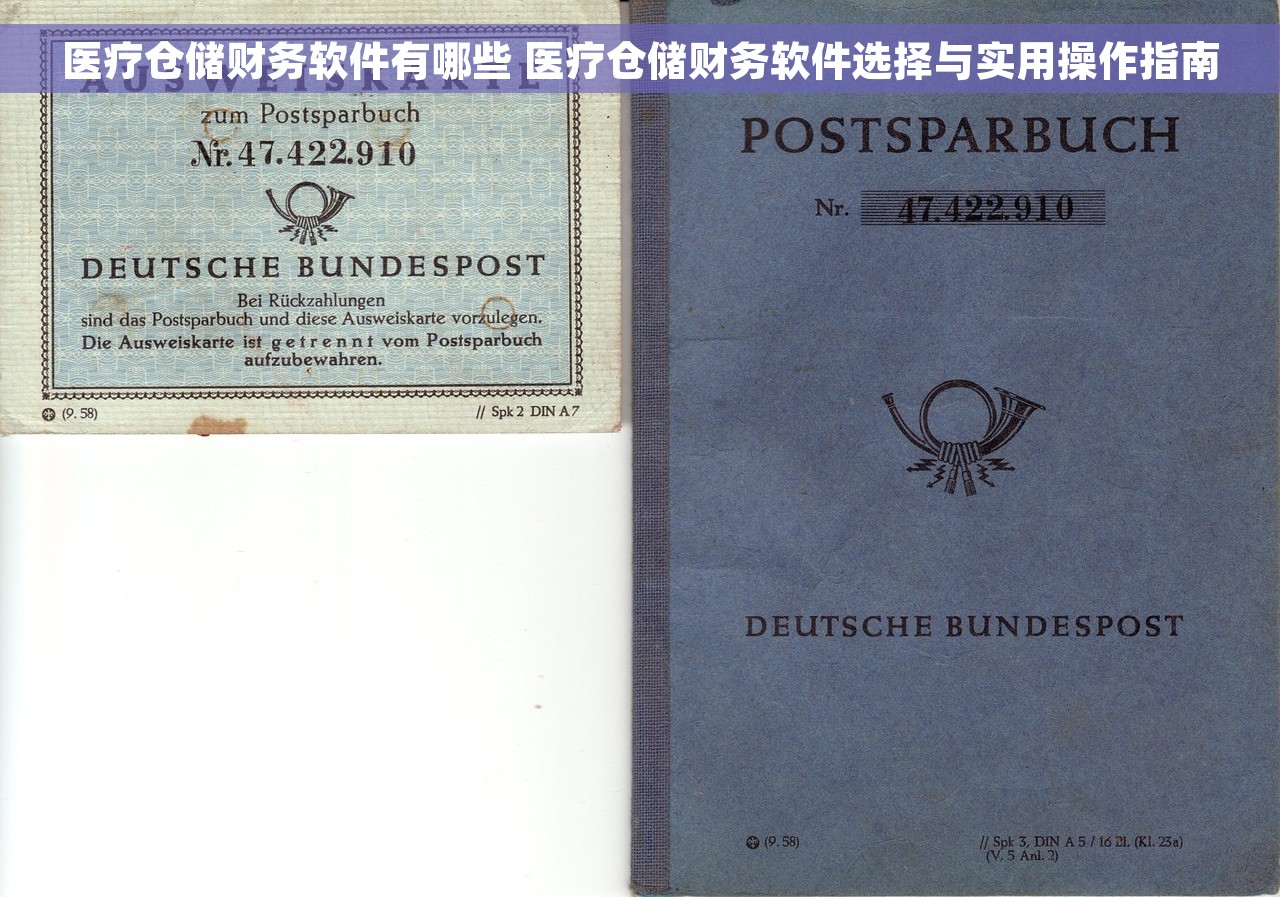 医疗仓储财务软件有哪些 医疗仓储财务软件选择与实用操作指南
AUSWEISKARTE
zum Postsparbuch
Nr. 47.422.910
DEUTSCHE BUNDESPOST
Bei Rückzahlungen
sind das Postsparbuch und diese Ausweiskarte vorzulegen.
Die Ausweiskarte ist getrennt vom Postsparbuch
aufzubewahren.
(9. 58)
// Spk 2 DIN A 7
POSTSPARBUCH
Nr. 47.422.910
DEUTSCHE BUNDESPOST
(9. 58)
// Spk 3, DIN A 5 / 16 Bl. (Kl. 23a)
(V, 5 Anl. 2)